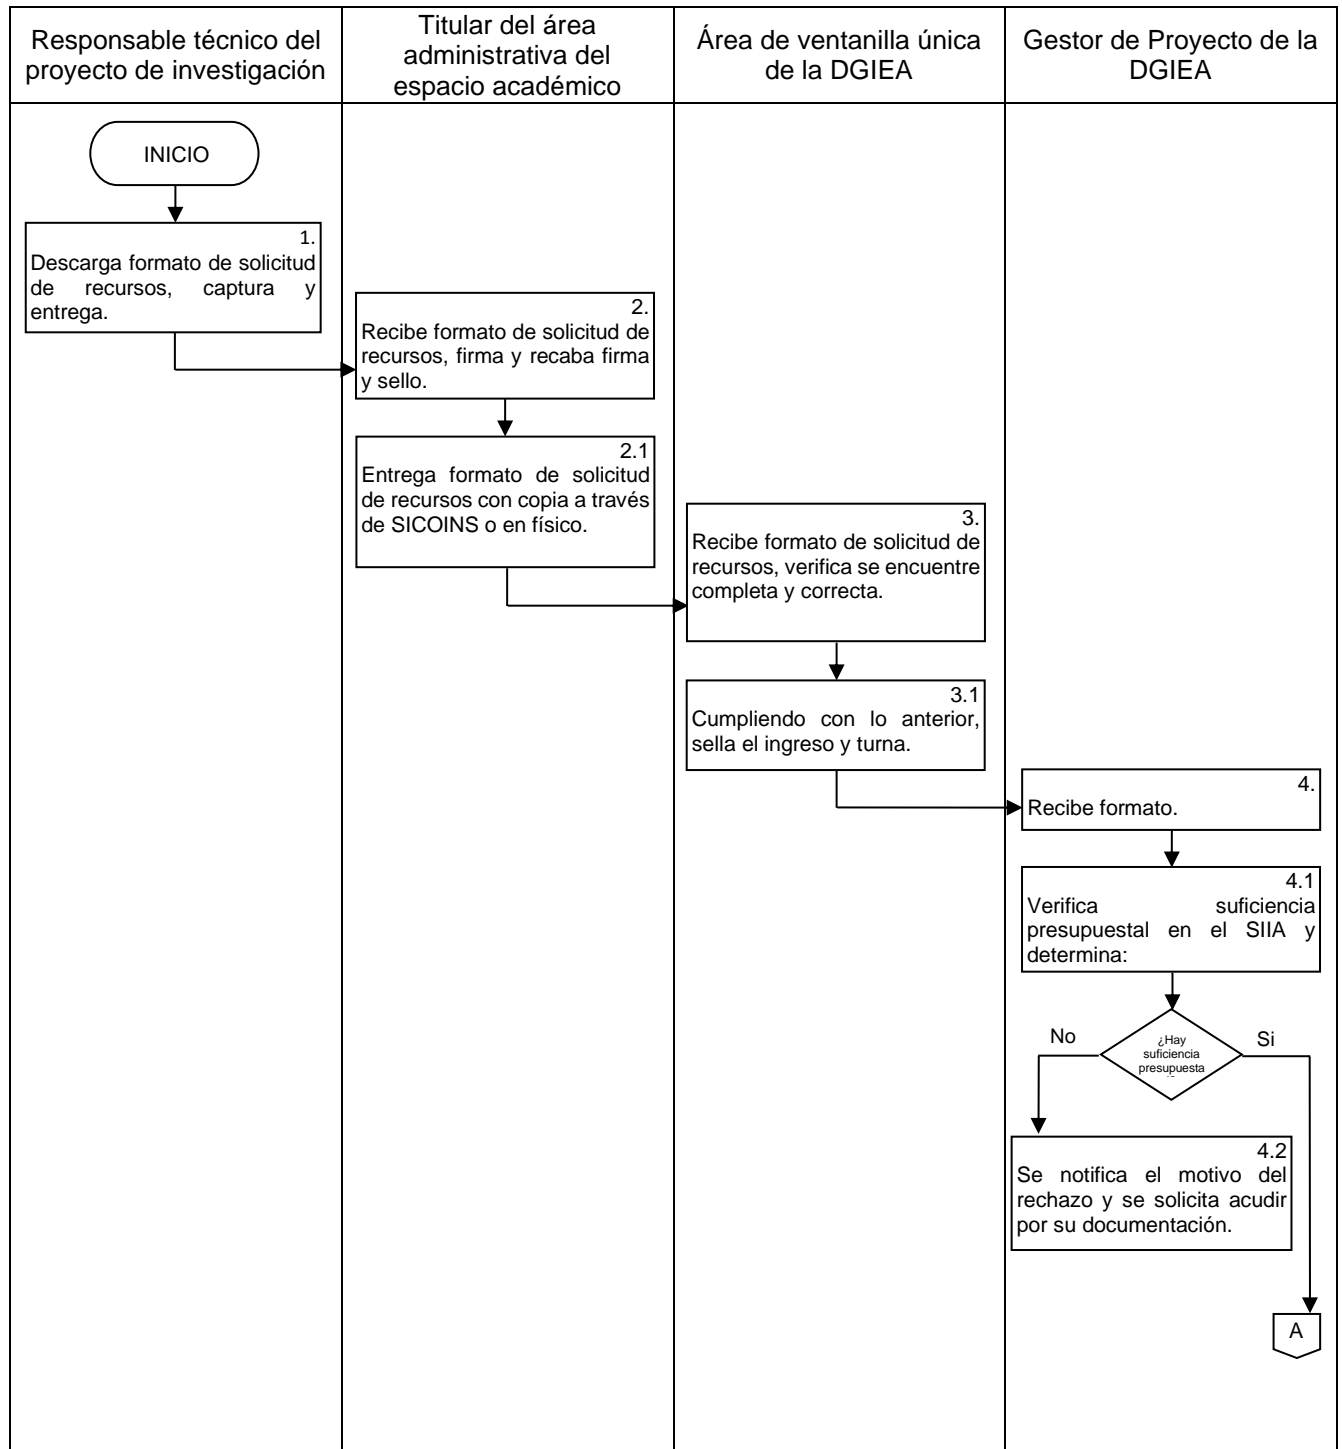 Responsable técnico del
proyecto de investigación
Titular del área
administrativa del
espacio académico
Área de ventanilla única
de la DGIEA
Gestor de Proyecto de la
DGIEA
INICIO
1.
Descarga formato de solicitud
de recursos, captura y
entrega.
2.
Recibe formato de solicitud de
recursos, firma y recaba firma
y sello.
2.1
Entrega formato de solicitud
de recursos con copia a través
de SICOINS o en físico.
3.
Recibe formato de solicitud de
recursos, verifica se encuentre
completa y correcta.
3.1
Cumpliendo con lo anterior,
sella el ingreso y turna.
4.
Recibe formato.
4.1
Verifica suficiencia
presupuestal en el SIIA y
determina:
No
¿Hay
suficiencia
presupuesta
Si
4.2
Se notifica el motivo del
rechazo y se solicita acudir
por su documentación.
A